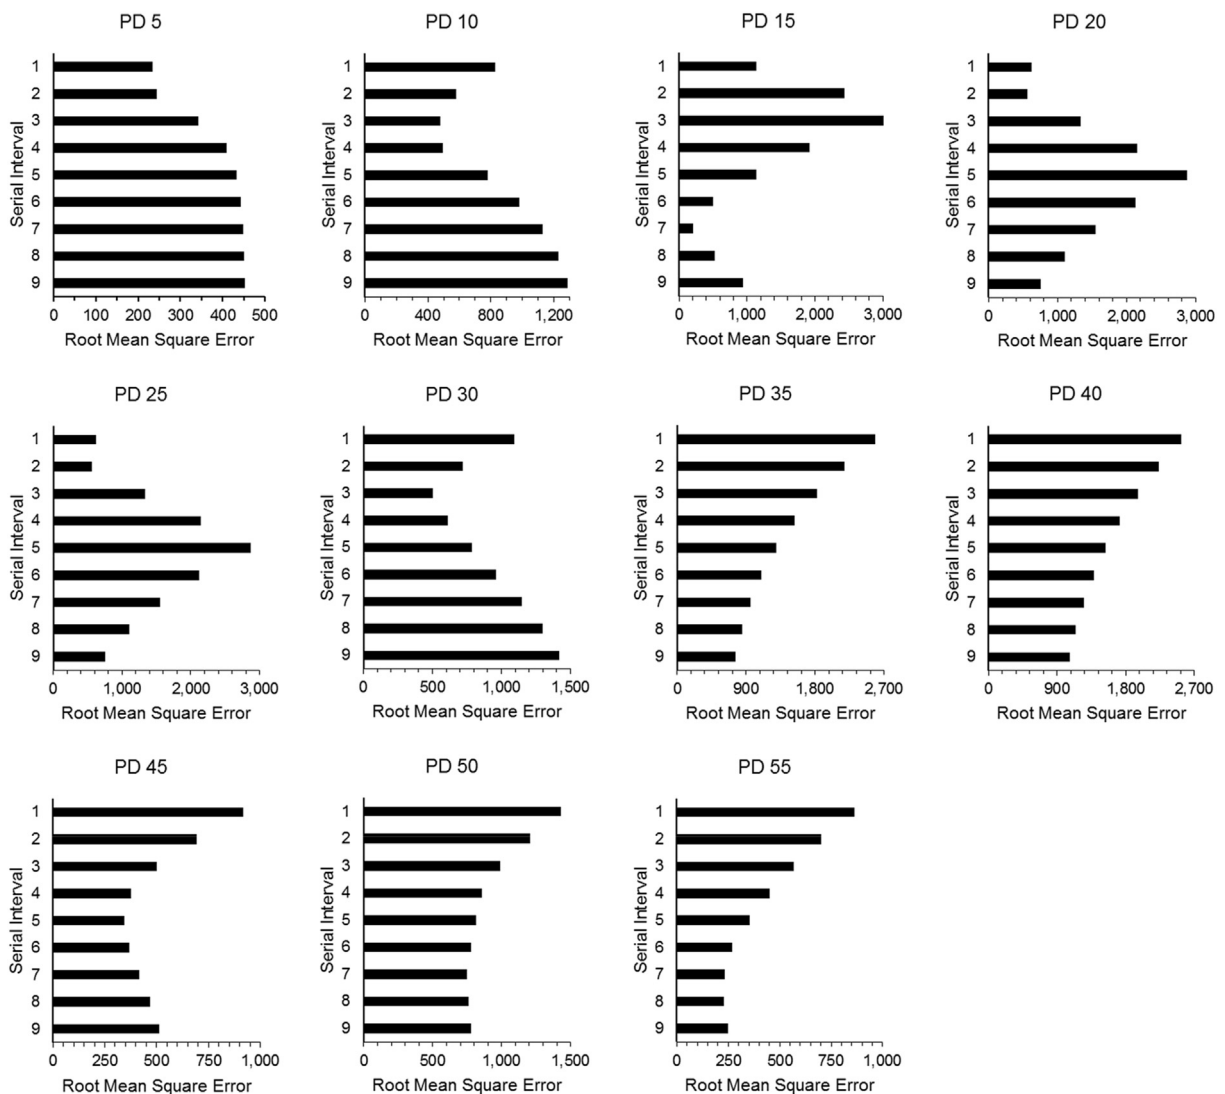 PD 5
PD 10
PD 15
PD 20
Serial Interval
1
2
3
4
5
6
7
8
9
0 100 200 300 400 500
Root Mean Square Error
Serial Interval
1
2
3
4
5
6
7
8
9
0 400 800 1,200
Root Mean Square Error
Serial Interval
1
2
3
4
5
6
7
8
9
0 1,000 2,000 3,000
Root Mean Square Error
Serial Interval
1
2
3
4
5
6
7
8
9
0 1,000 2,000 3,000
Root Mean Square Error
PD 25
PD 30
PD 35
PD 40
Serial Interval
1
2
3
4
5
6
7
8
9
0 1,000 2,000 3,000
Root Mean Square Error
Serial Interval
1
2
3
4
5
6
7
8
9
0 500 1,000 1,500
Root Mean Square Error
Serial Interval
1
2
3
4
5
6
7
8
9
0 900 1,800 2,700
Root Mean Square Error
Serial Interval
1
2
3
4
5
6
7
8
9
0 900 1,800 2,700
Root Mean Square Error
PD 45
PD 50
PD 55
Serial Interval
1
2
3
4
5
6
7
8
9
0 250 500 750 1,000
Root Mean Square Error
Serial Interval
1
2
3
4
5
6
7
8
9
0 500 1,000 1,500
Root Mean Square Error
Serial Interval
1
2
3
4
5
6
7
8
9
0 250 500 750 1,000
Root Mean Square Error